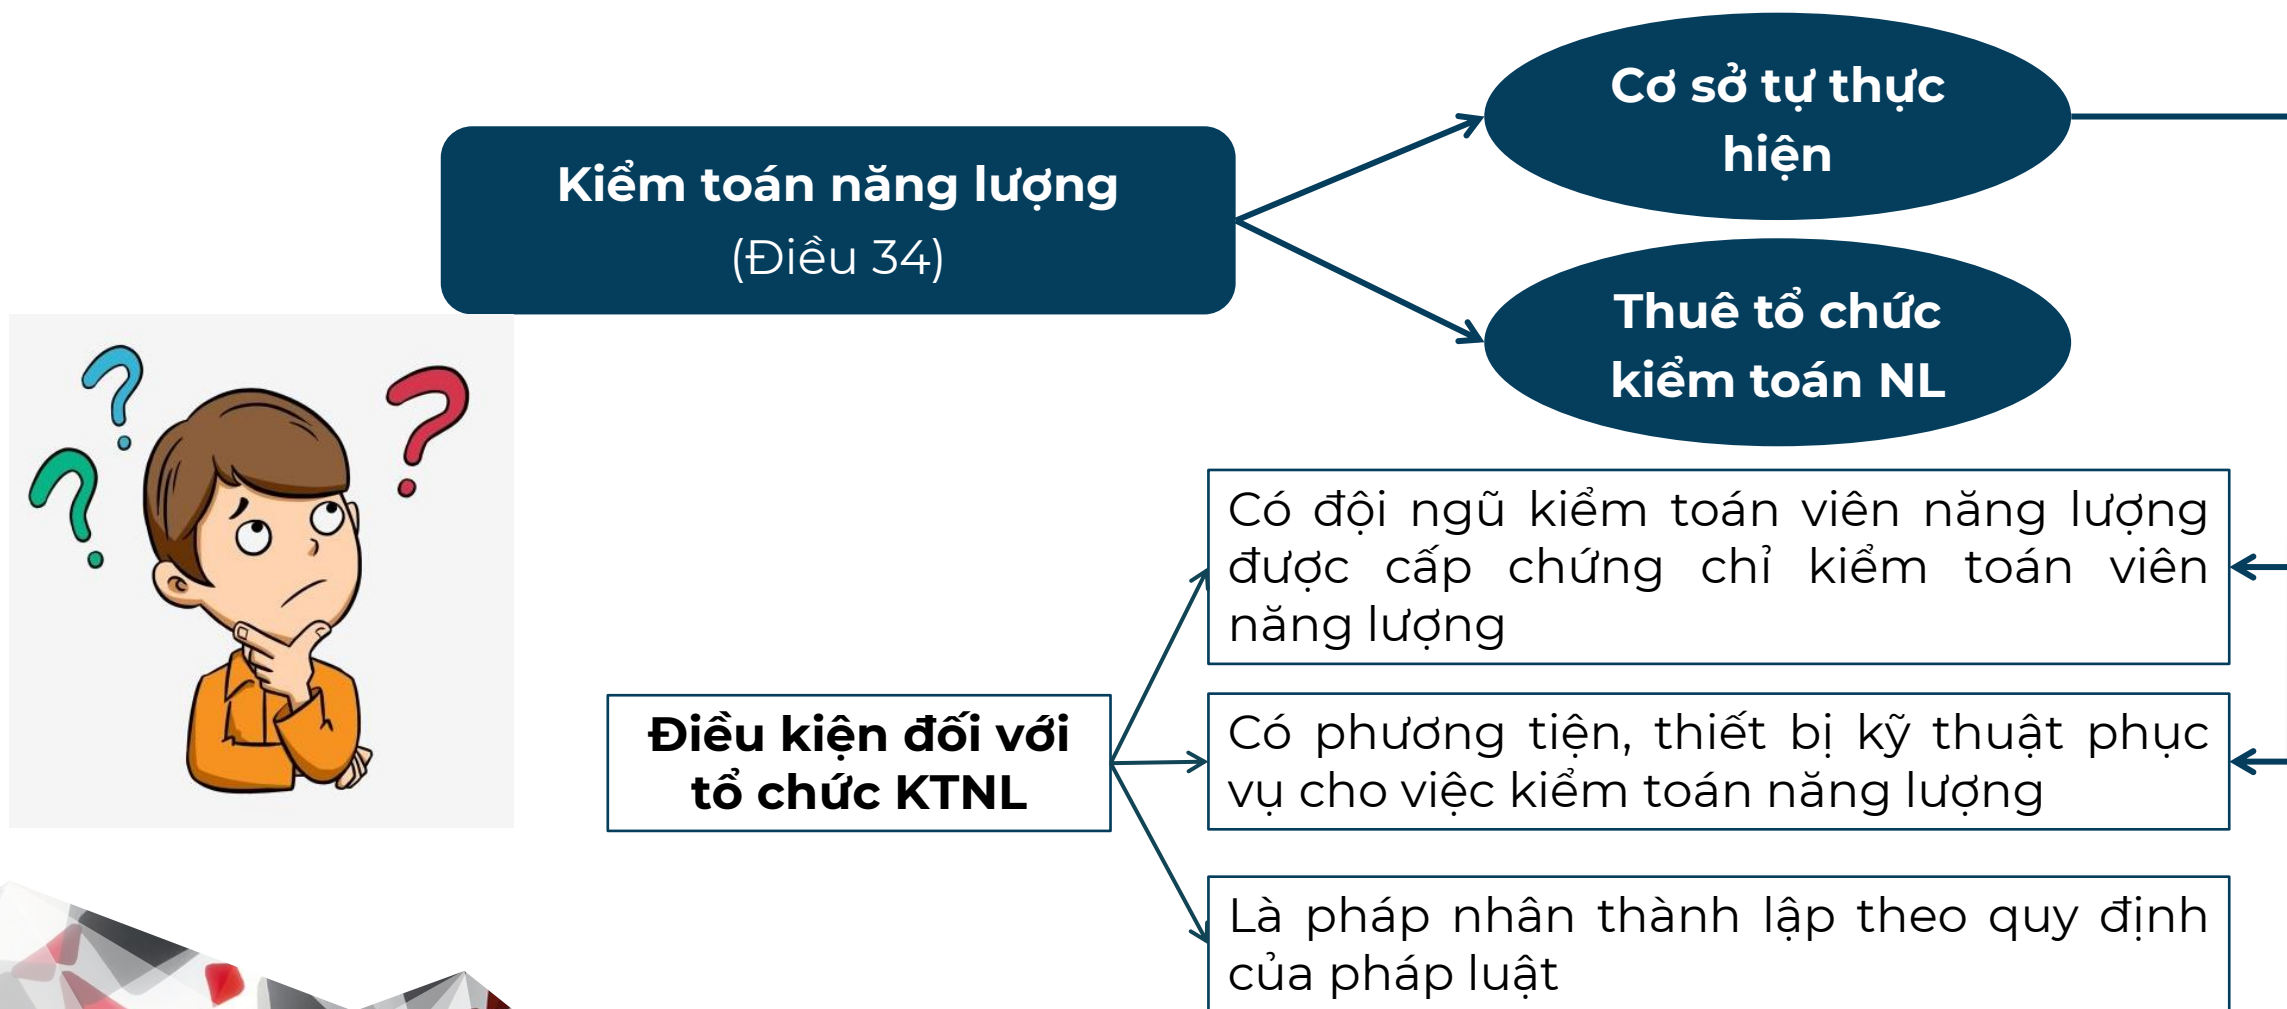 Kiểm toán năng lượng
(Điều 34)
Cơ sở tự thực
hiện
Thuê tổ chức
kiểm toán NL
Điều kiện đối với
tổ chức KTNL
Có đội ngũ kiểm toán viên năng lượng
được cấp chứng chỉ kiểm toán viên
năng lượng
Có phương tiện, thiết bị kỹ thuật phục
vụ cho việc kiểm toán năng lượng
Là pháp nhân thành lập theo quy định
của pháp luật